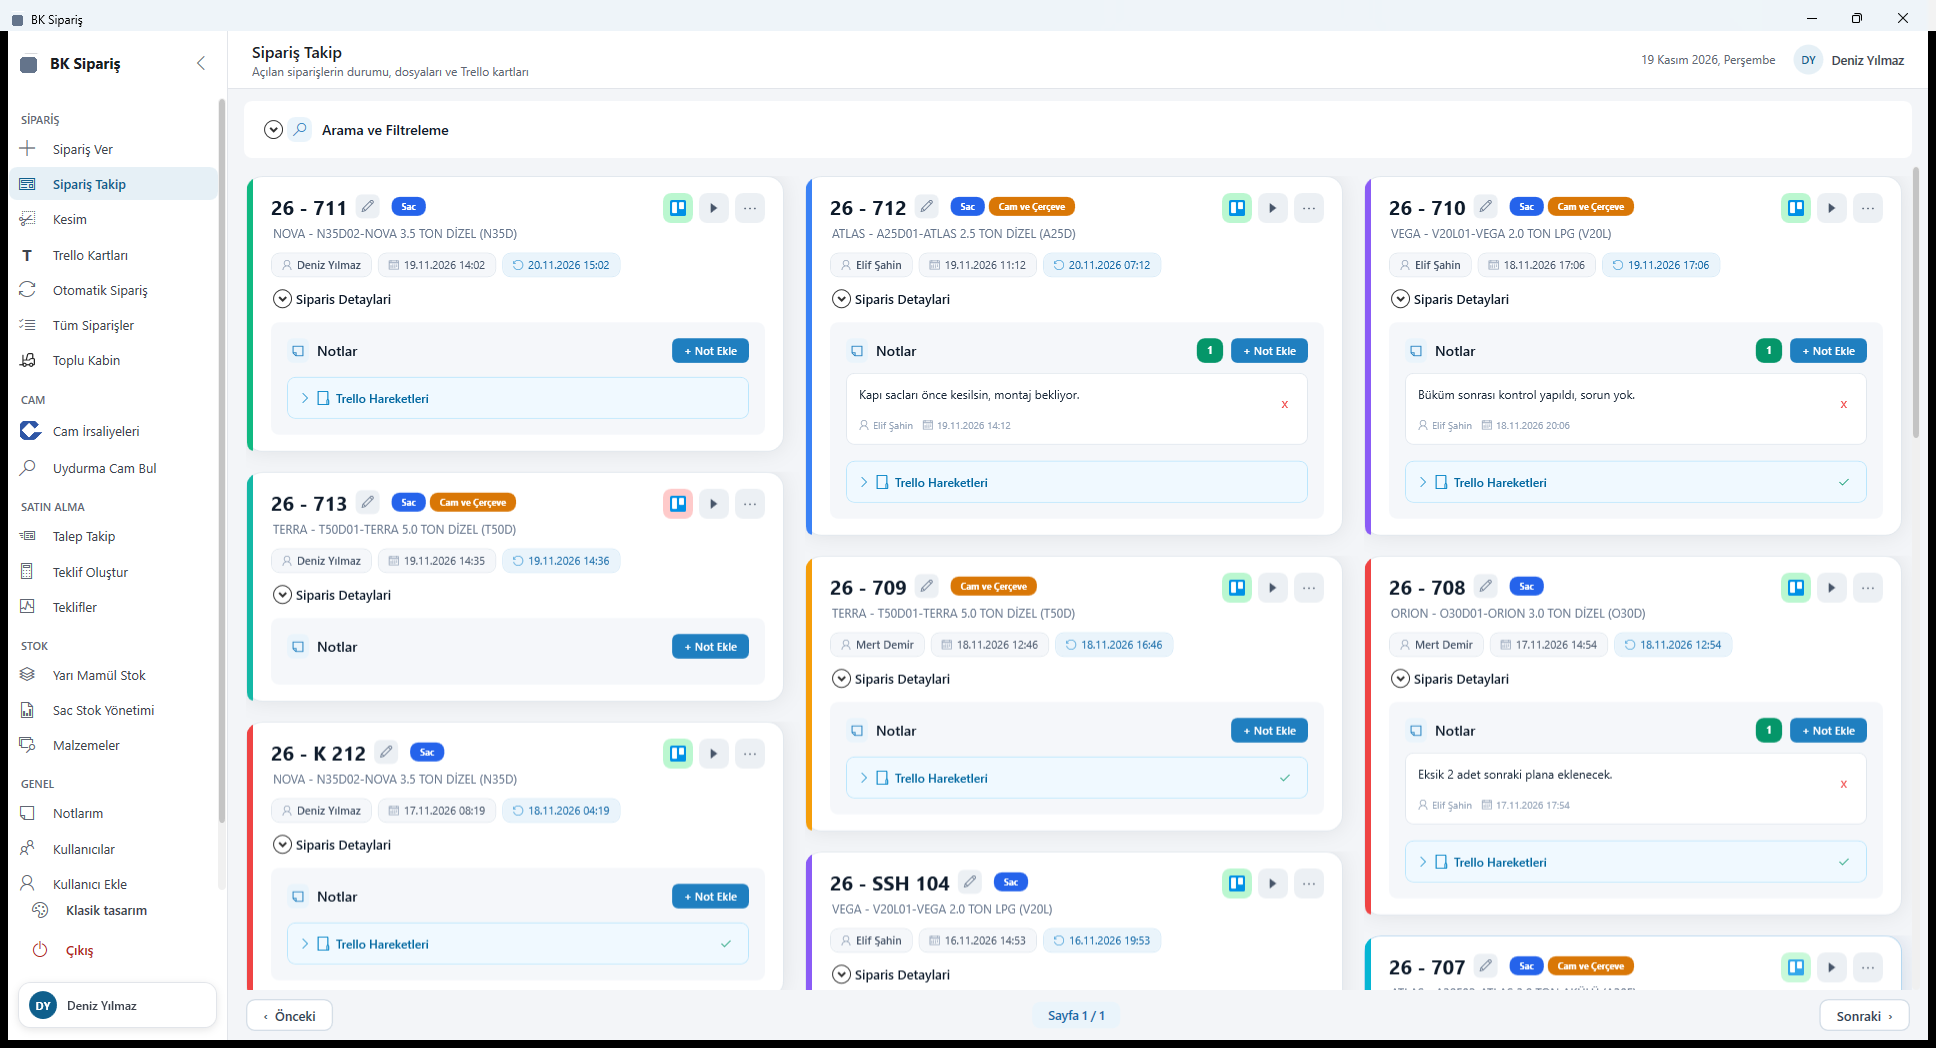 BK Sipariş
BK Sipariş
SİPARİŞ
Sipariş Ver
Sipariş Takip
Kesim
Trello Kartları
Otomatik Sipariş
Tüm Siparişler
Toplu Kabin
CAM
Cam İrsaliyeleri
Uydurma Cam Bul
SATIN ALMA
Talep Takip
Teklif Oluştur
Teklifler
STOK
Yarı Mamül Stok
Sac Stok Yönetimi
Malzemeler
GENEL
Notlarım
Kullanıcılar
Kullanıcı Ekle
Klasik tasarım
Çıkış
DY Deniz Yılmaz
Sipariş Takip
Açılan siparişlerin durumu, dosyaları ve Trello kartları
19 Kasım 2026, Perşembe DY Deniz Yılmaz
Arama ve Filtreleme
26 - 711 Sac
NOVA - N35D02-NOVA 3.5 TON DİZEL (N35D)
Deniz Yılmaz 19.11.2026 14:02 20.11.2026 15:02
Siparis Detaylari
Notlar + Not Ekle
Trello Hareketleri
26 - 713 Sac Cam ve Çerçeve
TERRA - T50D01-TERRA 5.0 TON DİZEL (T50D)
Deniz Yılmaz 19.11.2026 14:35 19.11.2026 14:36
Siparis Detaylari
Notlar + Not Ekle
26 - K 212 Sac
NOVA - N35D02-NOVA 3.5 TON DİZEL (N35D)
Deniz Yılmaz 17.11.2026 08:19 18.11.2026 04:19
Siparis Detaylari
Notlar + Not Ekle
Trello Hareketleri
26 - 712 Sac Cam ve Çerçeve
ATLAS - A25D01-ATLAS 2.5 TON DİZEL (A25D)
Elif Şahin 19.11.2026 11:12 20.11.2026 07:12
Siparis Detaylari
Notlar 1 + Not Ekle
Kapı sacları önce kesilsin, montaj bekliyor.
x
Elif Şahin 19.11.2026 14:12
Trello Hareketleri
26 - 709 Cam ve Çerçeve
TERRA - T50D01-TERRA 5.0 TON DİZEL (T50D)
Mert Demir 18.11.2026 12:46 18.11.2026 16:46
Siparis Detaylari
Notlar + Not Ekle
Trello Hareketleri
26 - SSH 104 Sac
VEGA - V20L01-VEGA 2.0 TON LPG (V20L)
Elif Şahin 16.11.2026 14:53 16.11.2026 19:53
Siparis Detaylari
26 - 710 Sac Cam ve Çerçeve
VEGA - V20L01-VEGA 2.0 TON LPG (V20L)
Elif Şahin 18.11.2026 17:06 19.11.2026 17:06
Siparis Detaylari
Notlar 1 + Not Ekle
Büküm sonrası kontrol yapıldı, sorun yok.
x
Elif Şahin 18.11.2026 20:06
Trello Hareketleri
26 - 708 Sac
ORION - O30D01-ORION 3.0 TON DİZEL (O30D)
Mert Demir 17.11.2026 14:54 18.11.2026 12:54
Siparis Detaylari
Notlar 1 + Not Ekle
Eksik 2 adet sonraki plana eklenecek.
x
Elif Şahin 17.11.2026 17:54
Trello Hareketleri
26 - 707 Sac Cam ve Çerçeve
‹ Önceki
Sayfa 1 / 1
Sonraki ›